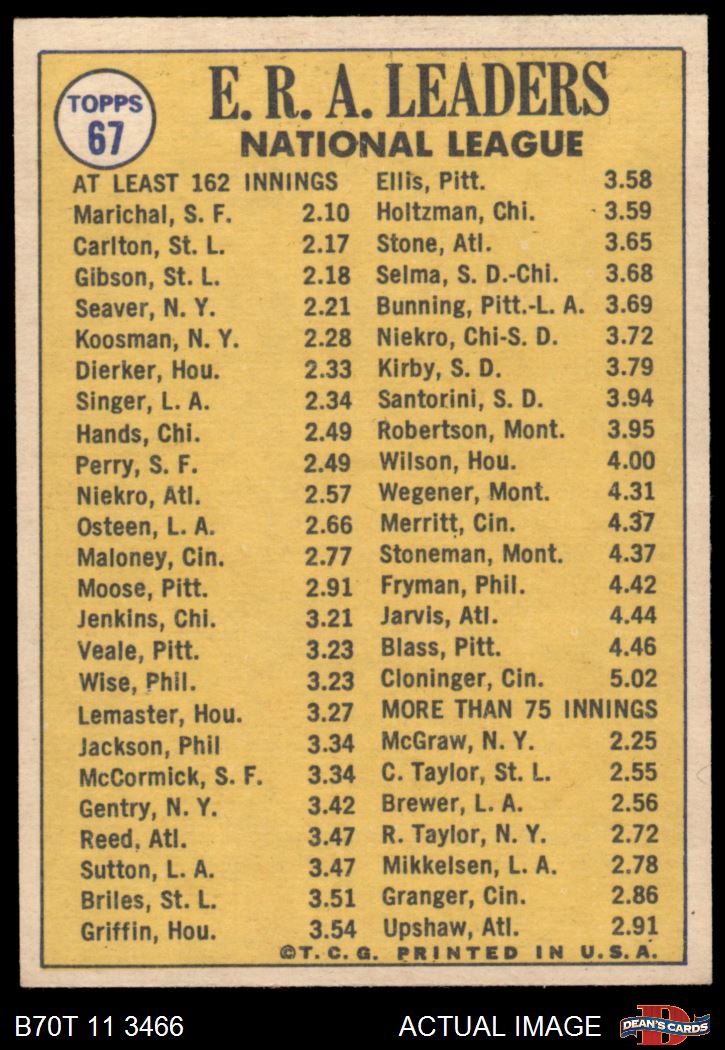 TOPPS
67
E. R. A. LEADERS
NATIONAL LEAGUE
AT LEAST 162 INNINGS
Marichal, S. F. 2.10
Carlton, St. L. 2.17
Gibson, St. L. 2.18
Seaver, N. Y. 2.21
Koosman, N. Y. 2.28
Dierker, Hou. 2.33
Singer, L. A. 2.34
Hands, Chi. 2.49
Perry, S. F. 2.49
Niekro, Atl. 2.57
Osteen, L. A. 2.66
Maloney, Cin. 2.77
Moose, Pitt. 2.91
Jenkins, Chi. 3.21
Veale, Pitt. 3.23
Wise, Phil. 3.23
Lemaster, Hou. 3.27
Jackson, Phil 3.34
McCormick, S. F. 3.34
Gentry, N. Y. 3.42
Reed, Atl. 3.47
Sutton, L. A. 3.47
Briles, St. L. 3.51
Griffin, Hou. 3.54
Ellis, Pitt. 3.58
Holtzman, Chi. 3.59
Stone, Atl. 3.65
Selma, S. D.-Chi. 3.68
Bunning, Pitt.-L. A. 3.69
Niekro, Chi-S. D. 3.72
Kirby, S. D. 3.79
Santorini, S. D. 3.94
Robertson, Mont. 3.95
Wilson, Hou. 4.00
Wegener, Mont. 4.31
Merritt, Cin. 4.37
Stoneman, Mont. 4.37
Fryman, Phil. 4.42
Jarvis, Atl. 4.44
Blass, Pitt. 4.46
Cloninger, Cin. 5.02
MORE THAN 75 INNINGS
McGraw, N. Y. 2.25
C. Taylor, St. L. 2.55
Brewer, L. A. 2.56
R. Taylor, N. Y. 2.72
Mikkelsen, L. A. 2.78
Granger, Cin. 2.86
Upshaw, Atl. 2.91
©T. C. G. PRINTED IN U. S. A.
B70T 11 3466
ACTUAL IMAGE
D
DEAN'S CARDS